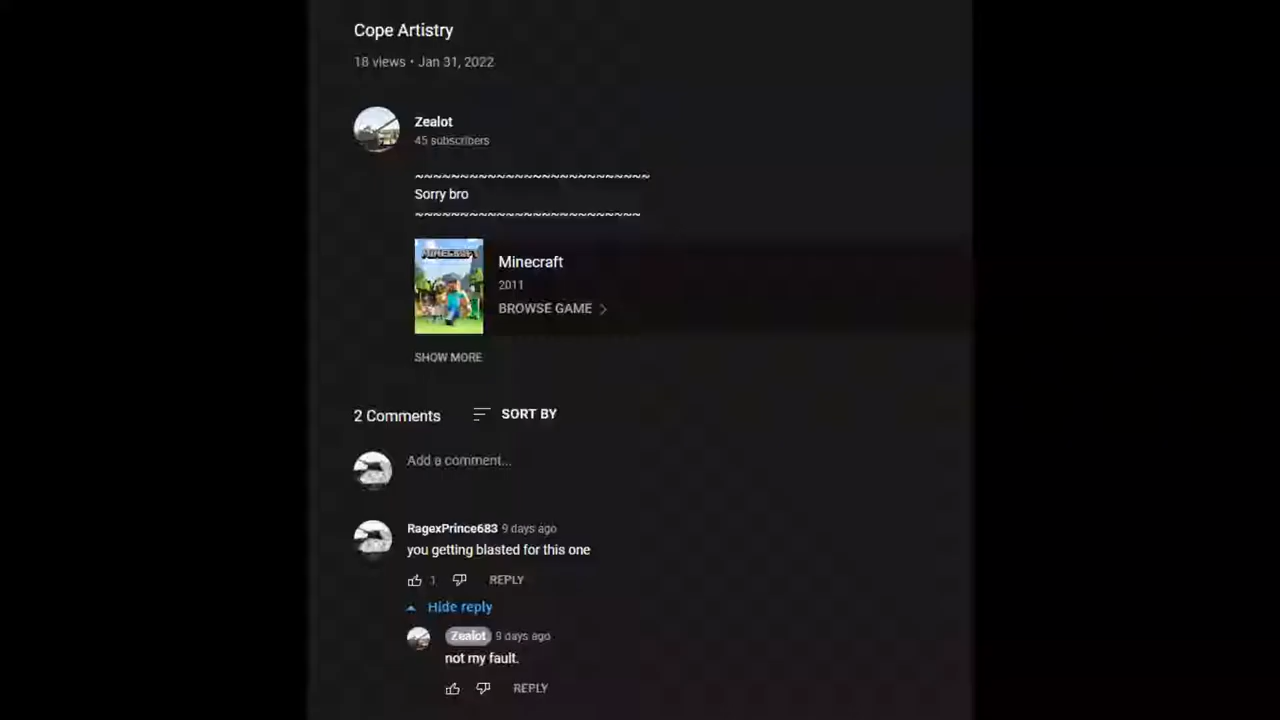 Cope Artistry
18 views • Jan 31, 2022
Zealot
45 subscribers
~~~~~~~~~~~~~~~~~~~~~~~~~~
Sorry bro
~~~~~~~~~~~~~~~~~~~~~~~~~
MINECRAFT
Minecraft
2011
BROWSE GAME >
SHOW MORE
2 Comments SORT BY
Add a comment...
RagexPrince683 9 days ago
you getting blasted for this one
1 REPLY
Hide reply
Zealot 9 days ago
not my fault.
REPLY